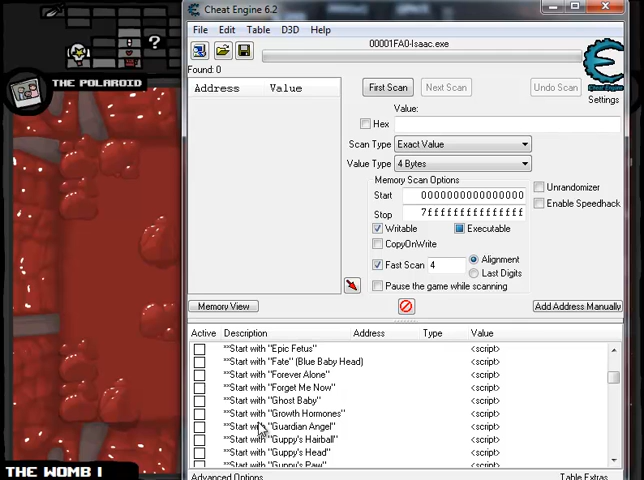 Cheat Engine 6.2
File Edit Table D3D Help
00001FA0-Isaac.exe
Found: 0
Address Value
First Scan Next Scan Undo Scan
Settings
Value:
Hex
Scan Type Exact Value
Value Type 4 Bytes
Memory Scan Options
Start 0000000000000000
Stop 7fffffffffffffff
Unrandomizer
Enable Speedhack
Writable Executable
CopyOnWrite
Fast Scan 4 Alignment
Last Digits
Pause the game while scanning
Memory View Add Address Manually
Active Description Address Type Value
**Start with "Epic Fetus" <script>
**Start with "Fate" (Blue Baby Head) <script>
**Start with "Forever Alone" <script>
**Start with "Forget Me Now" <script>
**Start with "Ghost Baby" <script>
**Start with "Growth Hormones" <script>
**Start with "Guardian Angel" <script>
**Start with "Guppy's Hairball" <script>
**Start with "Guppy's Head" <script>
**Start with "Guppy's Paw" <script>
Advanced Options Table Extras
?
THE POLAROID
THE WOMB I